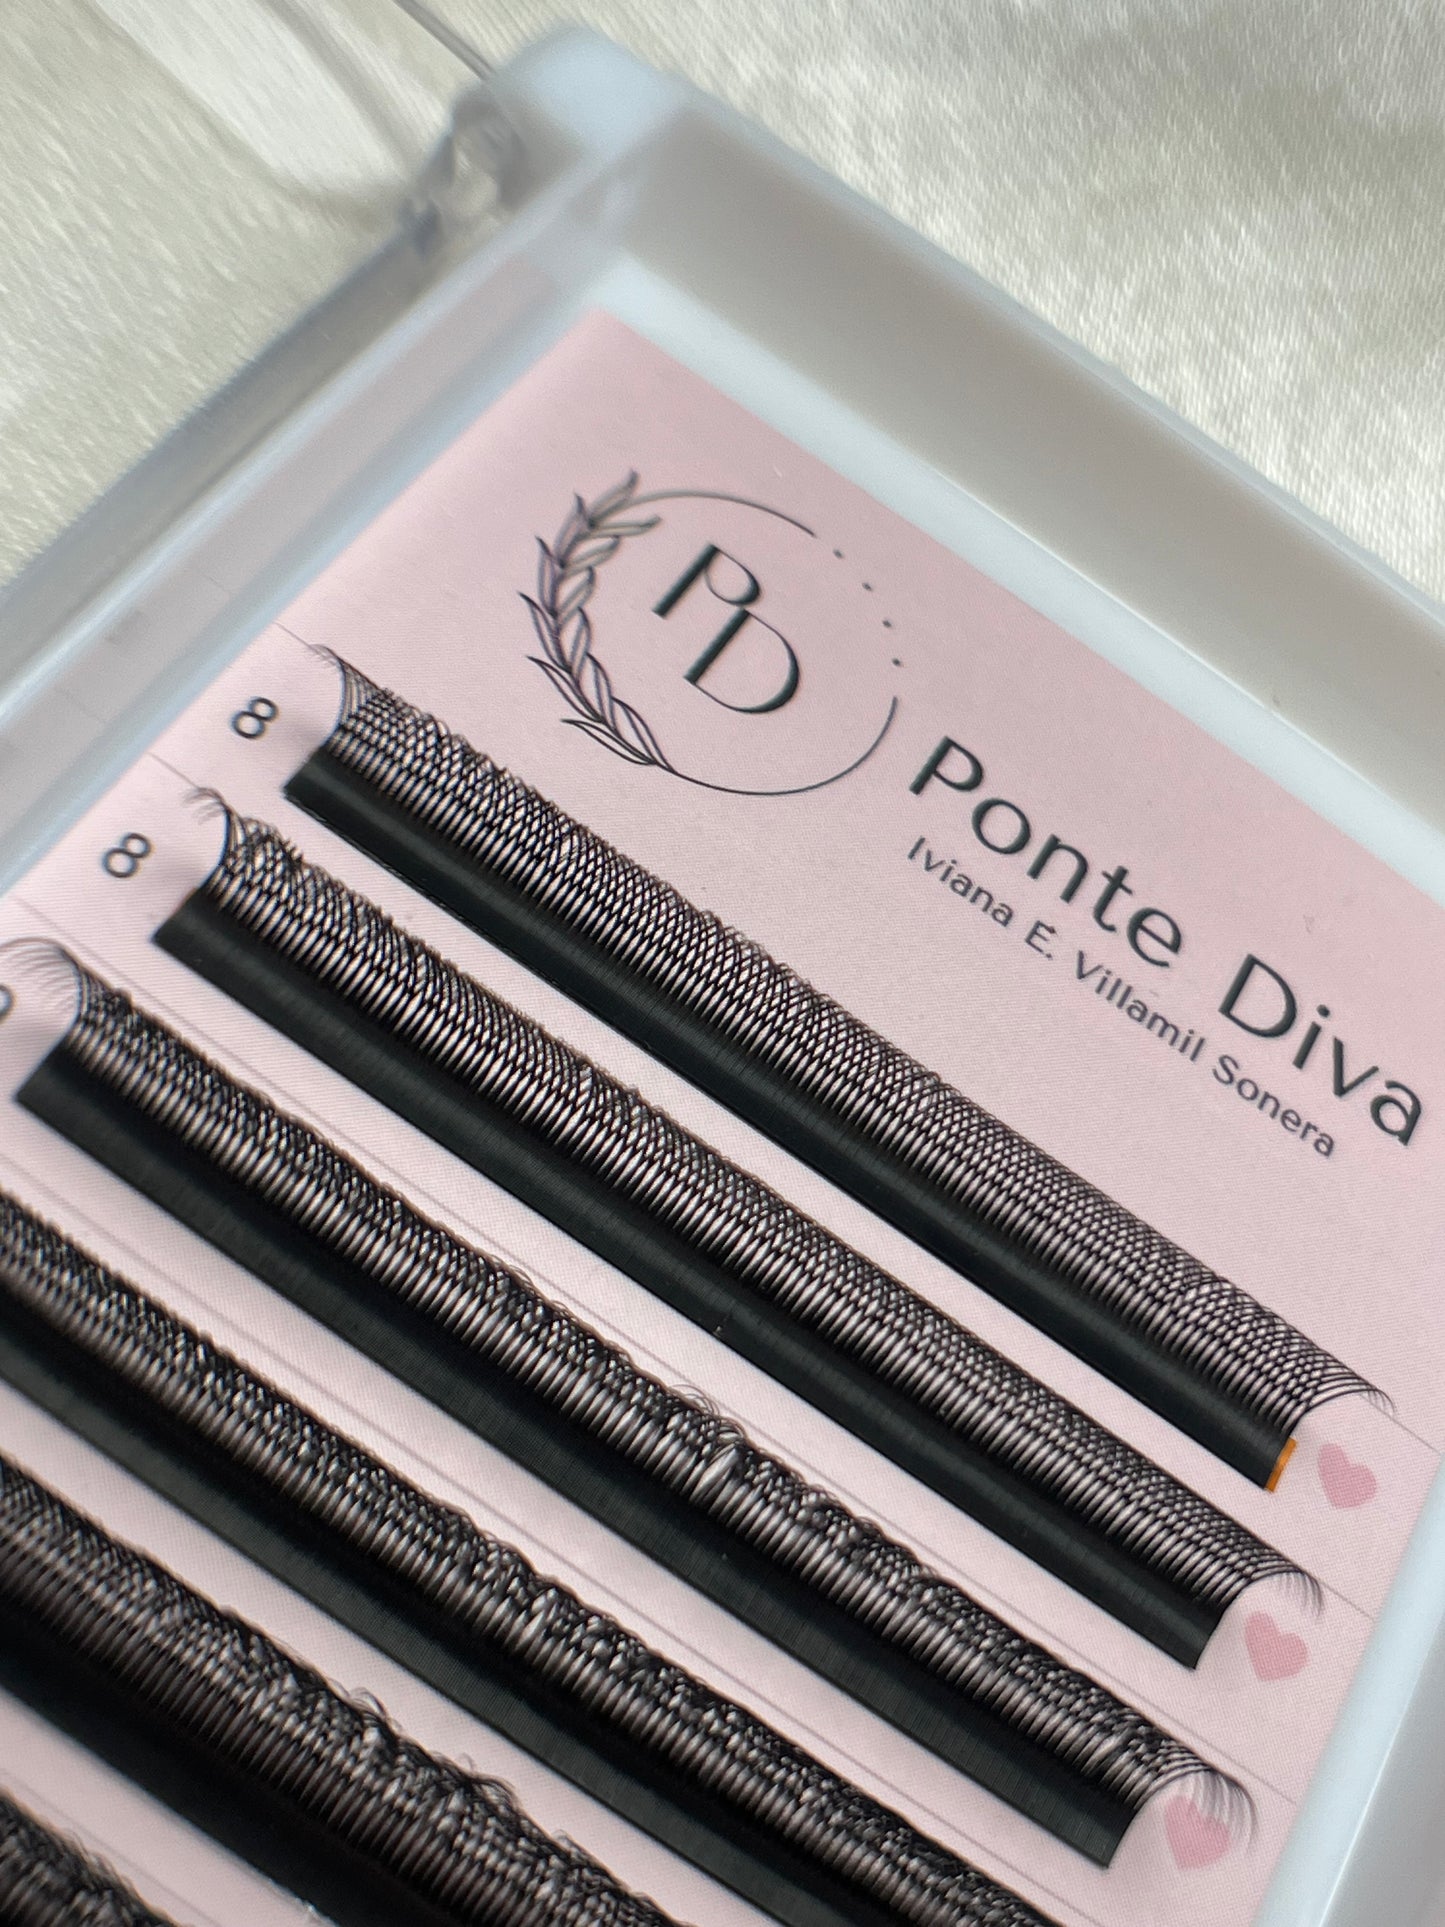 PD
Ponte Diva
Iviana E. Villamil Sonera
8
8